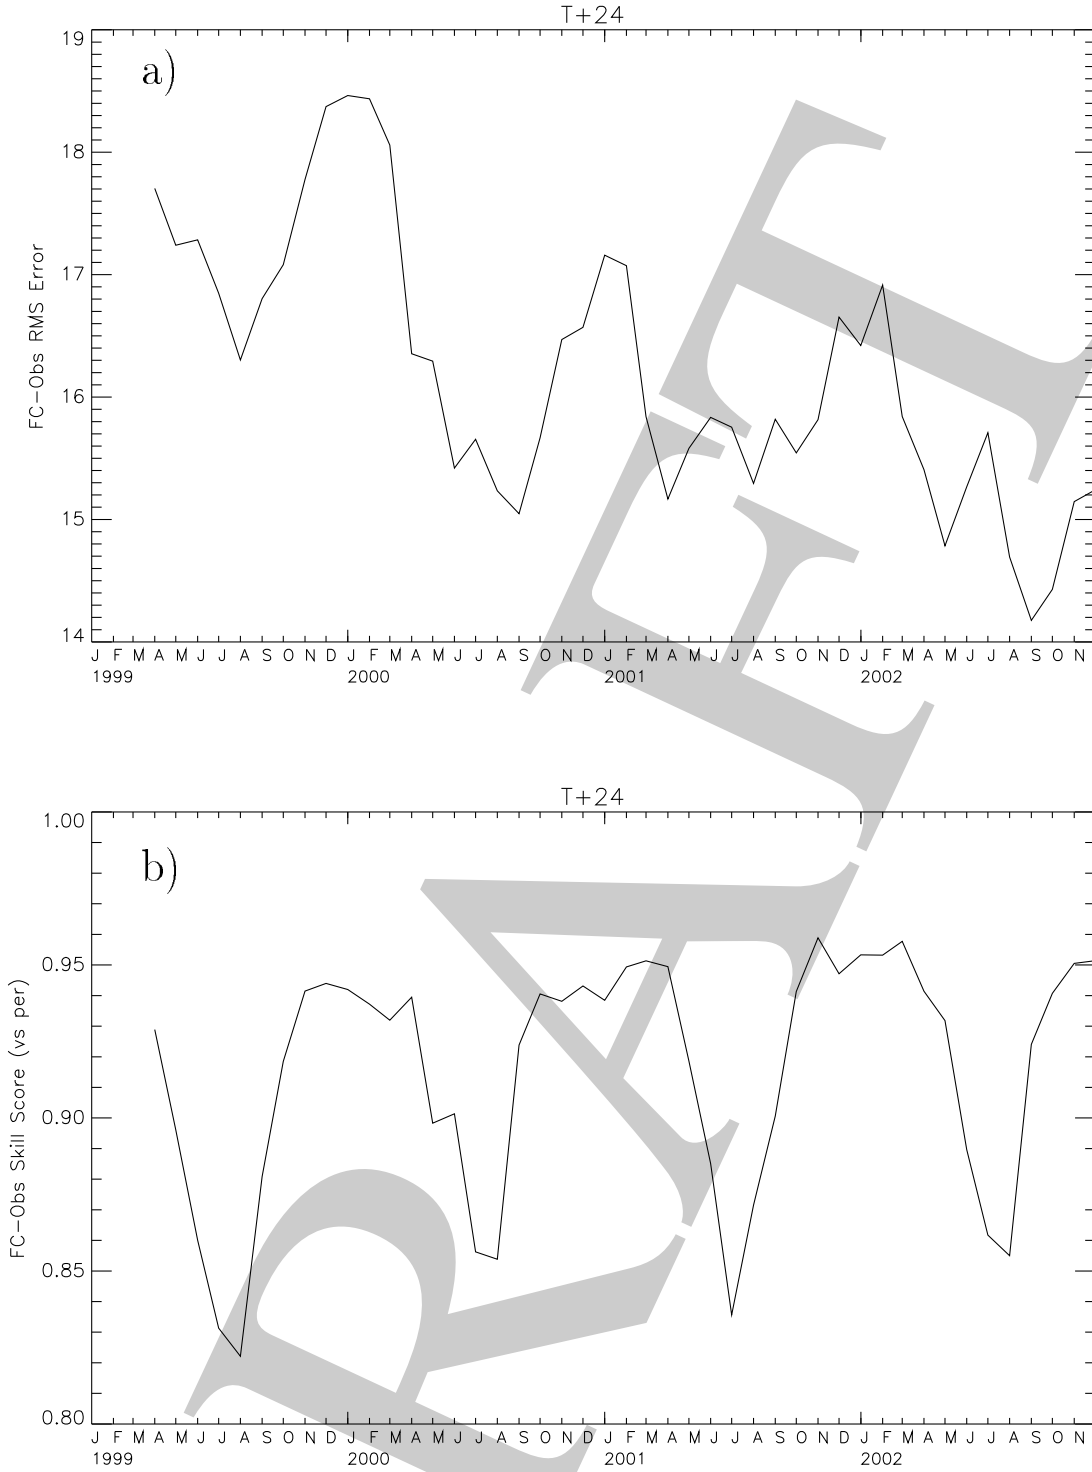 T+24
a)
19
18
17
16
15
14
FC-Obs RMS Error
J F M A M J J A S O N D J F M A M J J A S O N D J F M A M J J A S O N D J F M A M J J A S O N
1999 2000 2001 2002
T+24
b)
1.00
0.95
0.90
0.85
0.80
FC-Obs Skill Score (vs per)
J F M A M J J A S O N D J F M A M J J A S O N D J F M A M J J A S O N D J F M A M J J A S O N
1999 2000 2001 2002
RAFT